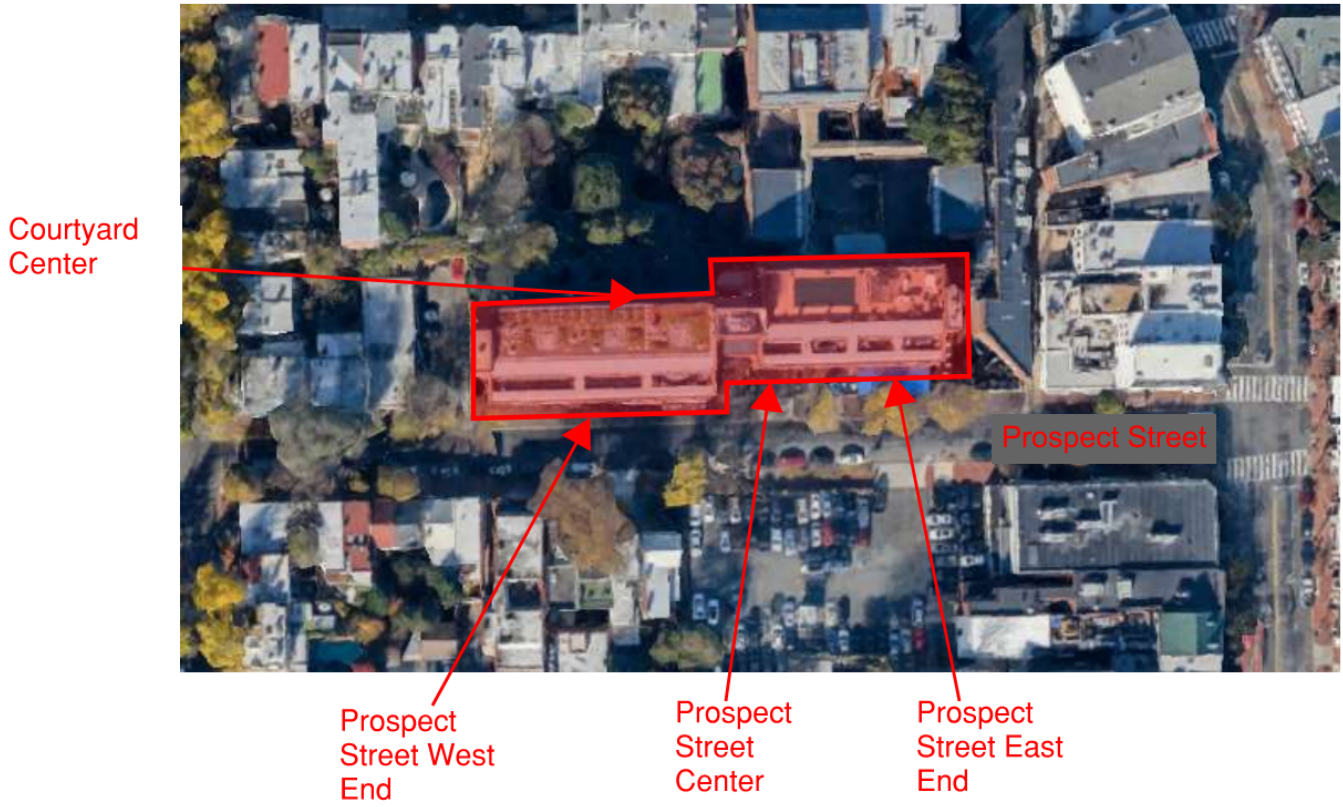 Courtyard
Center
Prospect Street
Prospect
Street West
End
Prospect
Street
Center
Prospect
Street East
End